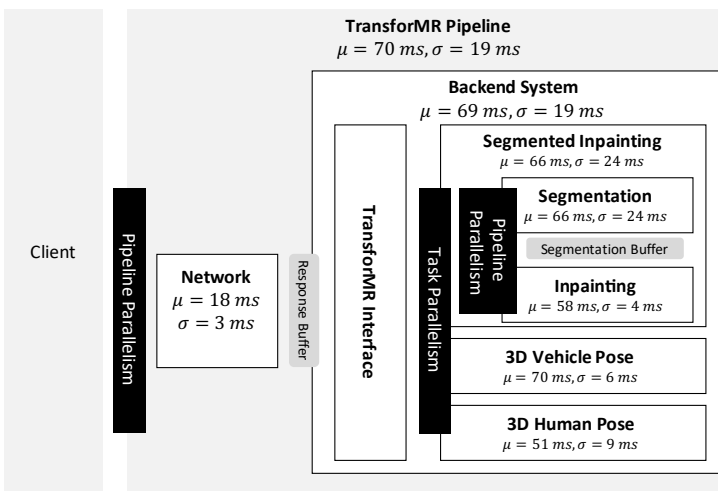 TransforMR Pipeline
μ = 70 ms, σ = 19 ms
Backend System
μ = 69 ms, σ = 19 ms
Segmented Inpainting
μ = 66 ms, σ = 24 ms
Segmentation
μ = 66 ms, σ = 24 ms
Segmentation Buffer
Inpainting
μ = 58 ms, σ = 4 ms
3D Vehicle Pose
μ = 70 ms, σ = 6 ms
3D Human Pose
μ = 51 ms, σ = 9 ms
Client
Pipeline Parallelism
Network
μ = 18 ms
σ = 3 ms
Response Buffer
TransforMR Interface
Task Parallelism
Pipeline
Parallelism